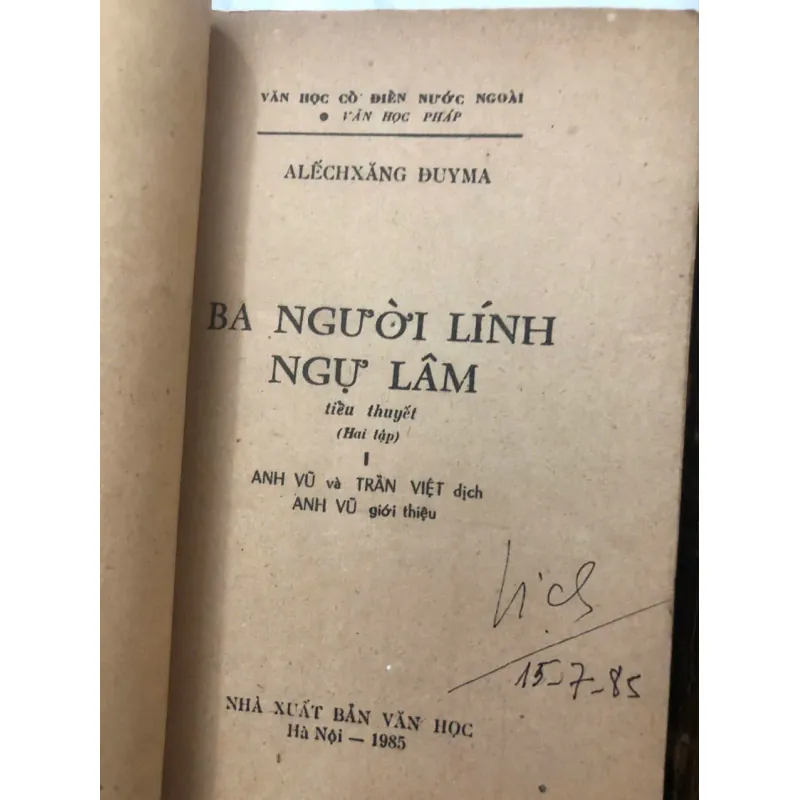 VĂN HỌC CỔ ĐIỂN NƯỚC NGOÀI
● VĂN HỌC PHÁP
ALẾCHXĂNG ĐUYMA
BA NGƯỜI LÍNH
NGỰ LÂM
tiểu thuyết
(Hai tập)
I
ANH VŨ và TRẦN VIỆT dịch
ANH VŨ giới thiệu
15-7-85
NHÀ XUẤT BẢN VĂN HỌC
Hà Nội — 1985